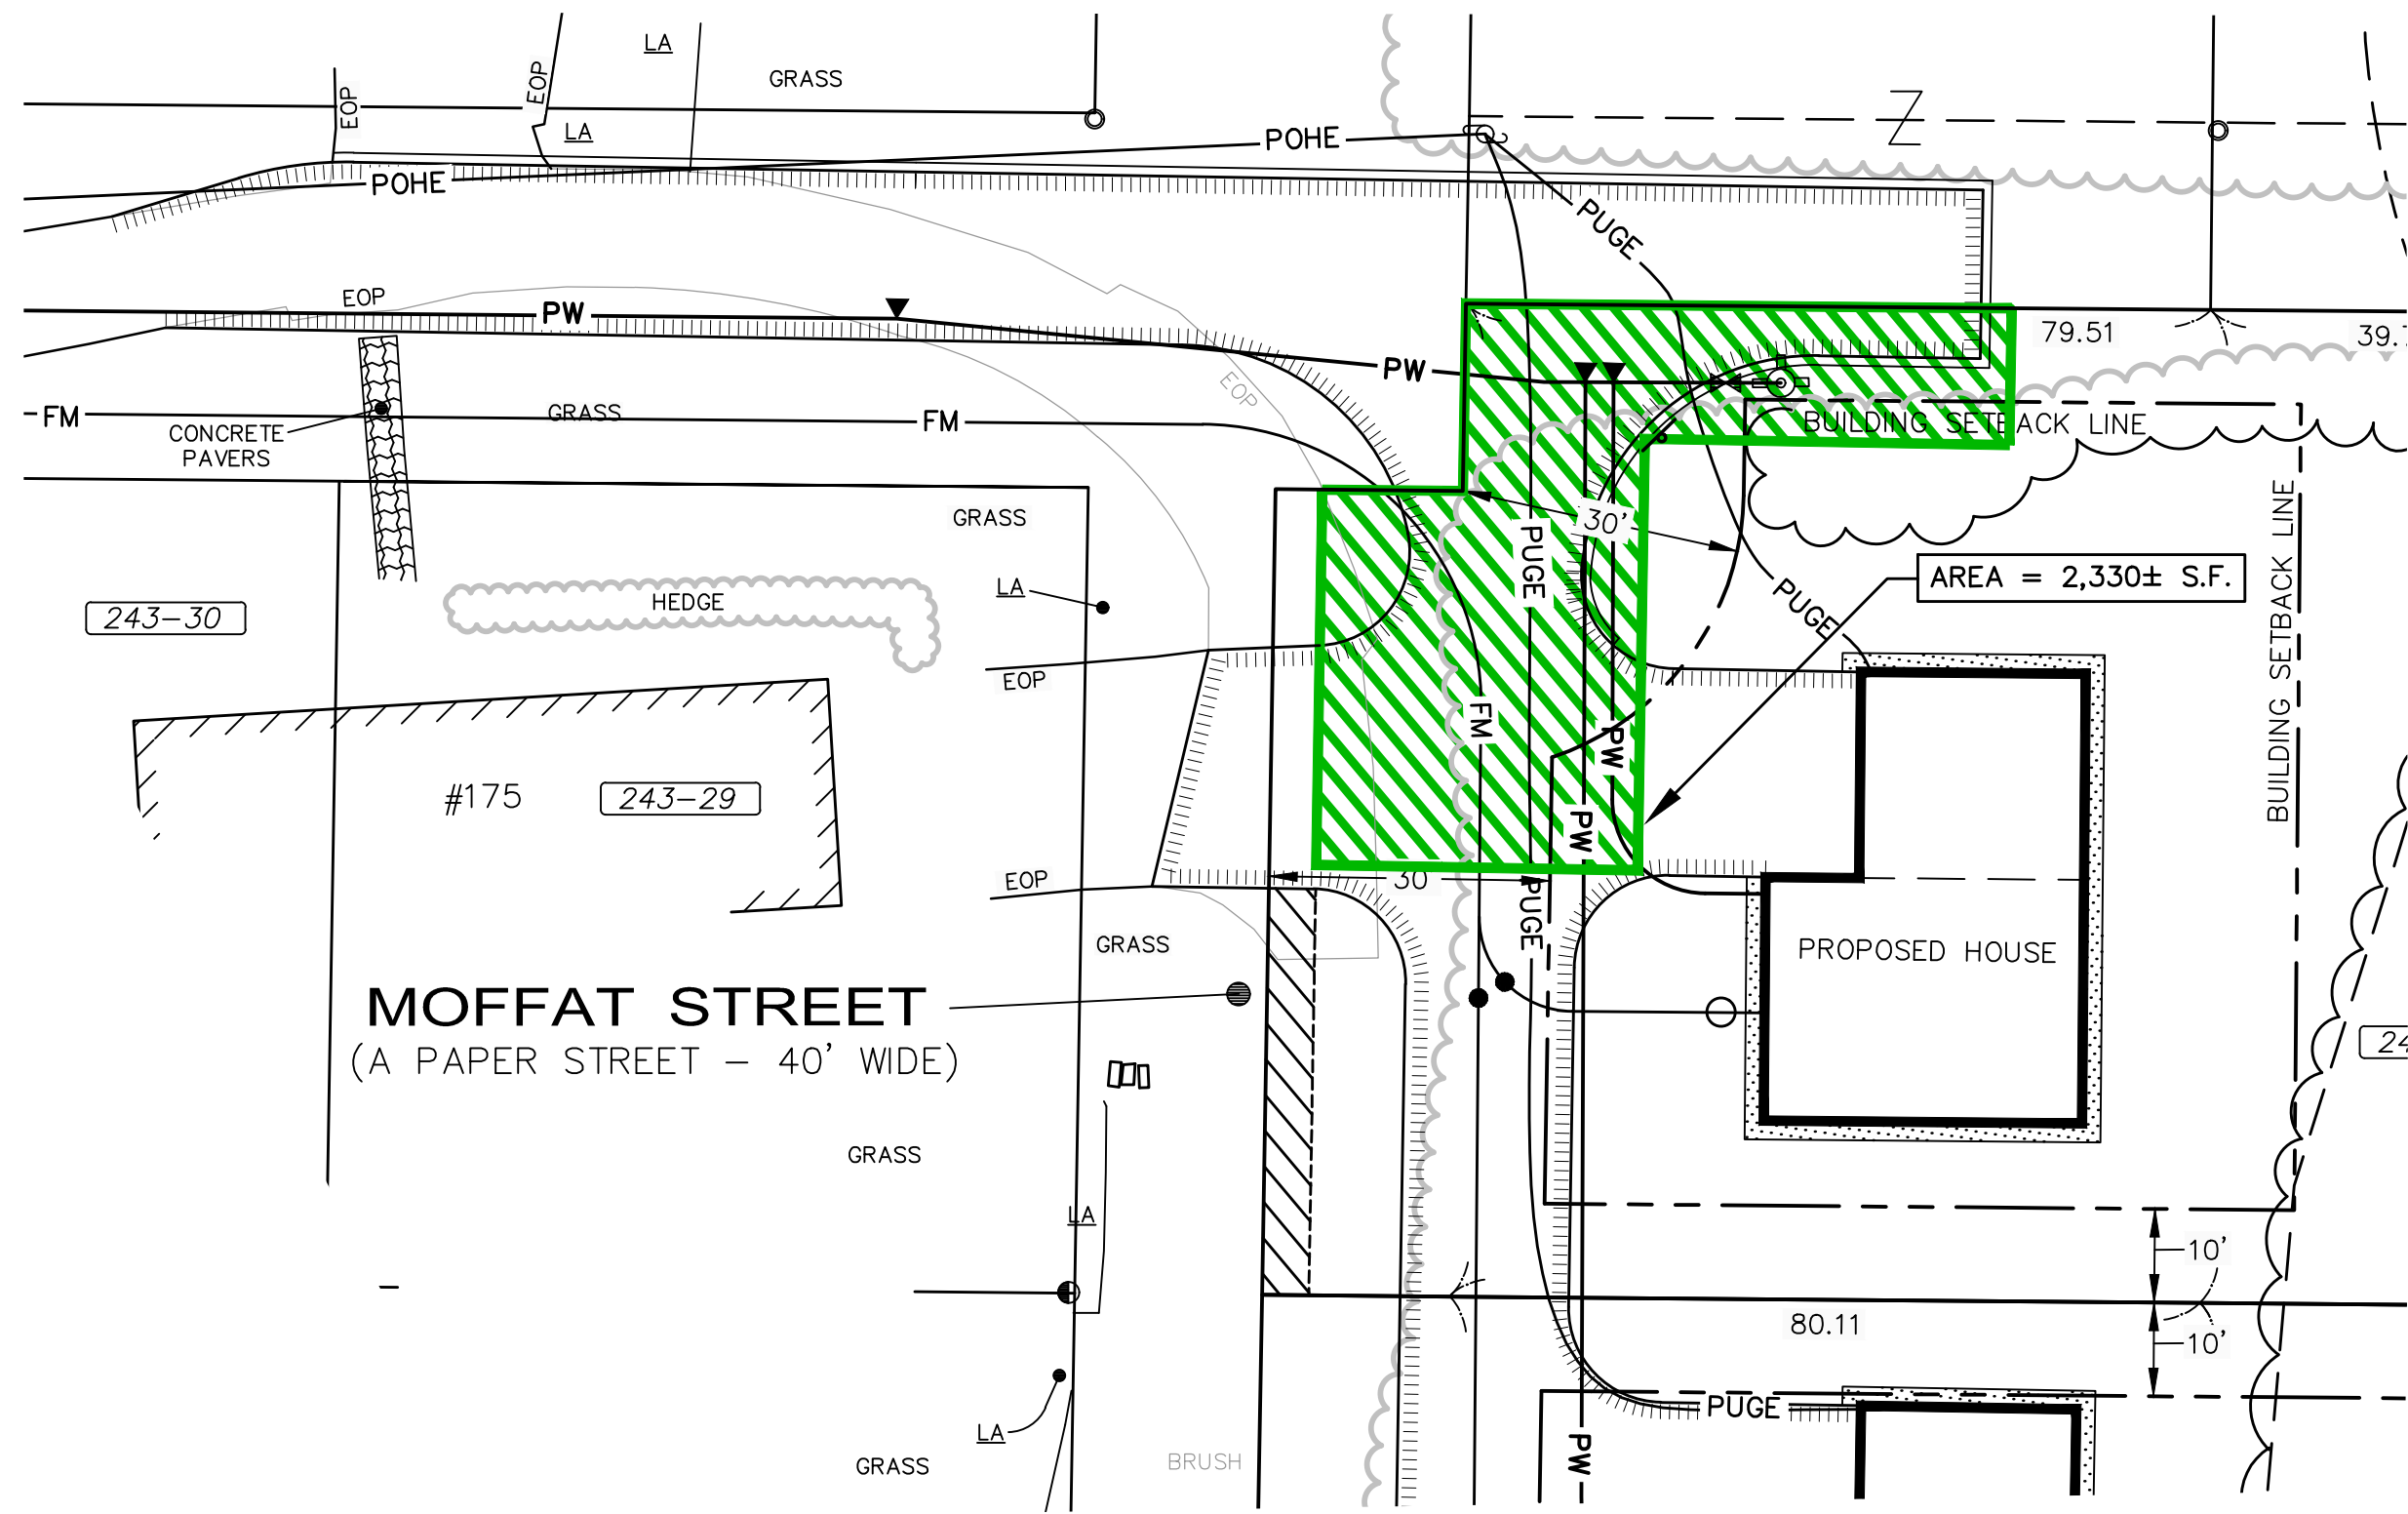 LA
GRASS
EOP
EOP
LA
POHE
POHE
PUGE
EOP
PW
79.51
39.
PW
EOP
FM
GRASS
FM
BUILDING SETBACK LINE
CONCRETE
PAVERS
GRASS
30'
PUGE
BUILDING SETBACK LINE
AREA = 2,330± S.F.
LA
HEDGE
243-30
PUGE
EOP
FM
PW
#175
243-29
PW
EOP
30
PUGE
GRASS
PROPOSED HOUSE
MOFFAT STREET
(A PAPER STREET - 40' WIDE)
24
GRASS
LA
10'
80.11
10'
PUGE
LA
PW
GRASS
BRUSH